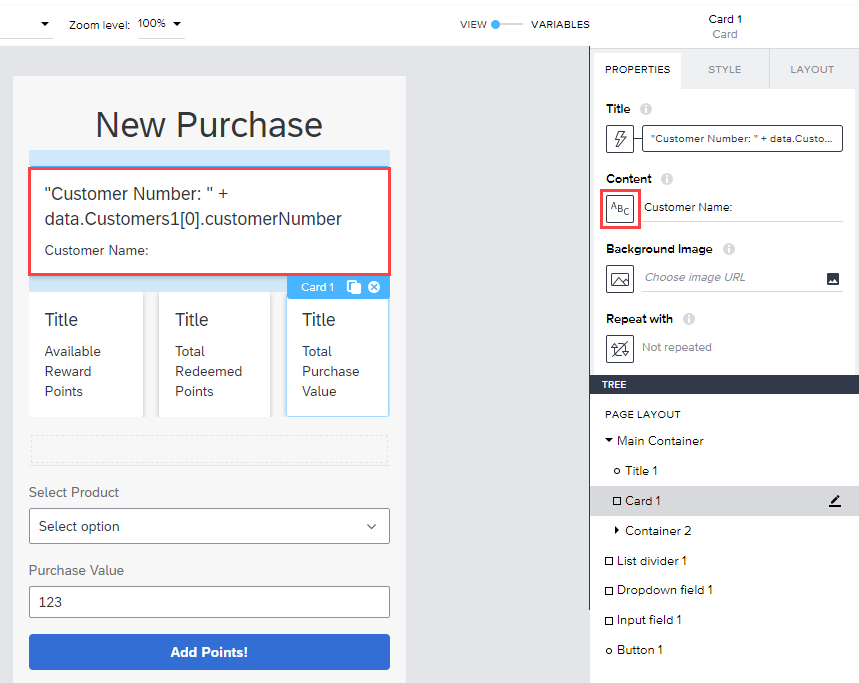 Zoom level: 100%
VIEW VARIABLES
Card 1
Card
PROPERTIES STYLE LAYOUT
New Purchase
"Customer Number: " +
data.Customers1[0].customerNumber
Customer Name:
Card 1
Title
Available
Reward
Points
Title
Total
Redeemed
Points
Title
Total
Purchase
Value
Select Product
Select option
Purchase Value
123
Add Points!
Title
"Customer Number: " + data.Custo...
Content
ABC Customer Name:
Background Image
Choose image URL
Repeat with
Not repeated
TREE
PAGE LAYOUT
Main Container
Title 1
Card 1
Container 2
List divider 1
Dropdown field 1
Input field 1
Button 1